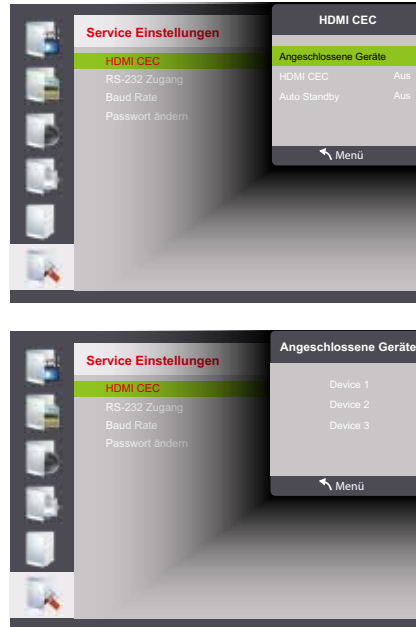 Service Einstellungen
HDMI CEC
RS-232 Zugang
Baud Rate
Passwort ändern
HDMI CEC
Angeschlossene Geräte
HDMI CEC Aus
Auto Standby Aus
Menü
Service Einstellungen
HDMI CEC
RS-232 Zugang
Baud Rate
Passwort ändern
Angeschlossene Geräte
Device 1
Device 2
Device 3
Menü